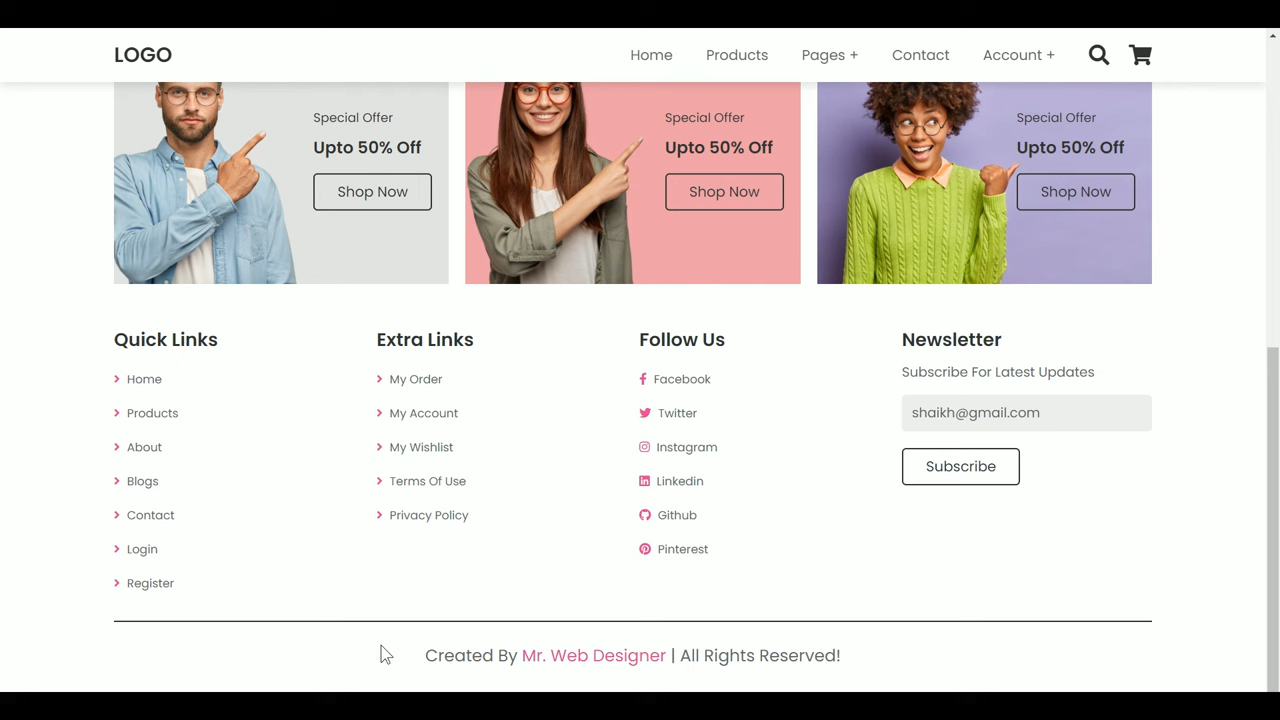 LOGO
Home Products Pages + Contact Account +
Special Offer
Upto 50% Off
Shop Now
Special Offer
Upto 50% Off
Shop Now
Special Offer
Upto 50% Off
Shop Now
Quick Links
Home
Products
About
Blogs
Contact
Login
Register
Extra Links
My Order
My Account
My Wishlist
Terms Of Use
Privacy Policy
Follow Us
Facebook
Twitter
Instagram
Linkedin
Github
Pinterest
Newsletter
Subscribe For Latest Updates
shaikh@gmail.com
Subscribe
Created By Mr. Web Designer | All Rights Reserved!